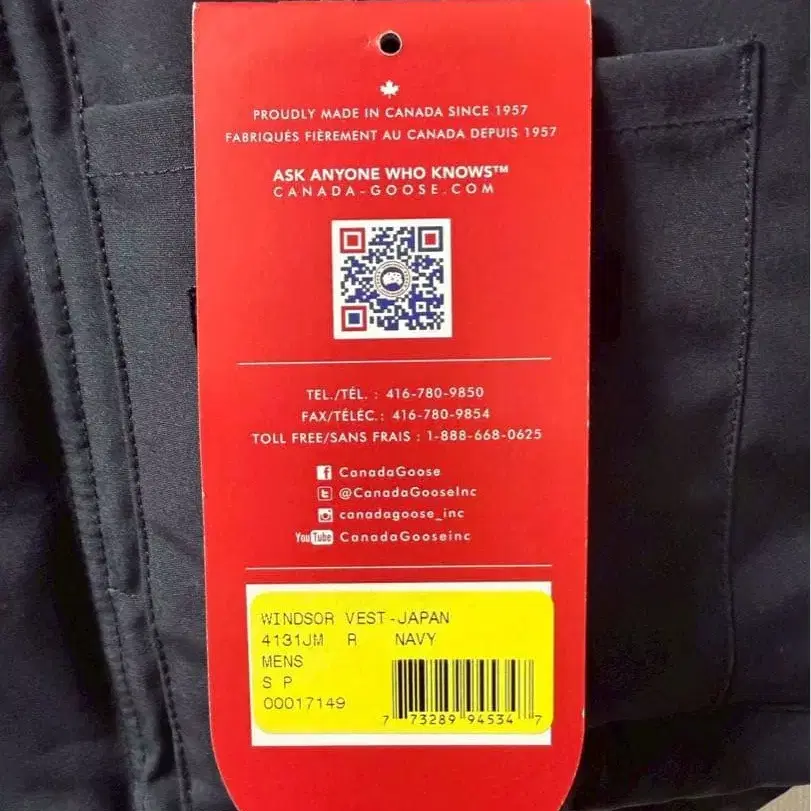 PROUDLY MADE IN CANADA SINCE 1957
FABRIQUÉS FIÈREMENT AU CANADA DEPUIS 1957
ASK ANYONE WHO KNOWS™
CANADA-GOOSE.COM
TEL./TÉL. : 416-780-9850
FAX/TÉLÉC.: 416-780-9854
TOLL FREE/SANS FRAIS : 1-888-668-0625
f CanadaGoose
t @CanadaGooseInc
canadagoose_inc
YouTube CanadaGooseinc
WINDSOR VEST-JAPAN
4131JM R NAVY
MENS
S P
00017149
7 73289 94534 7